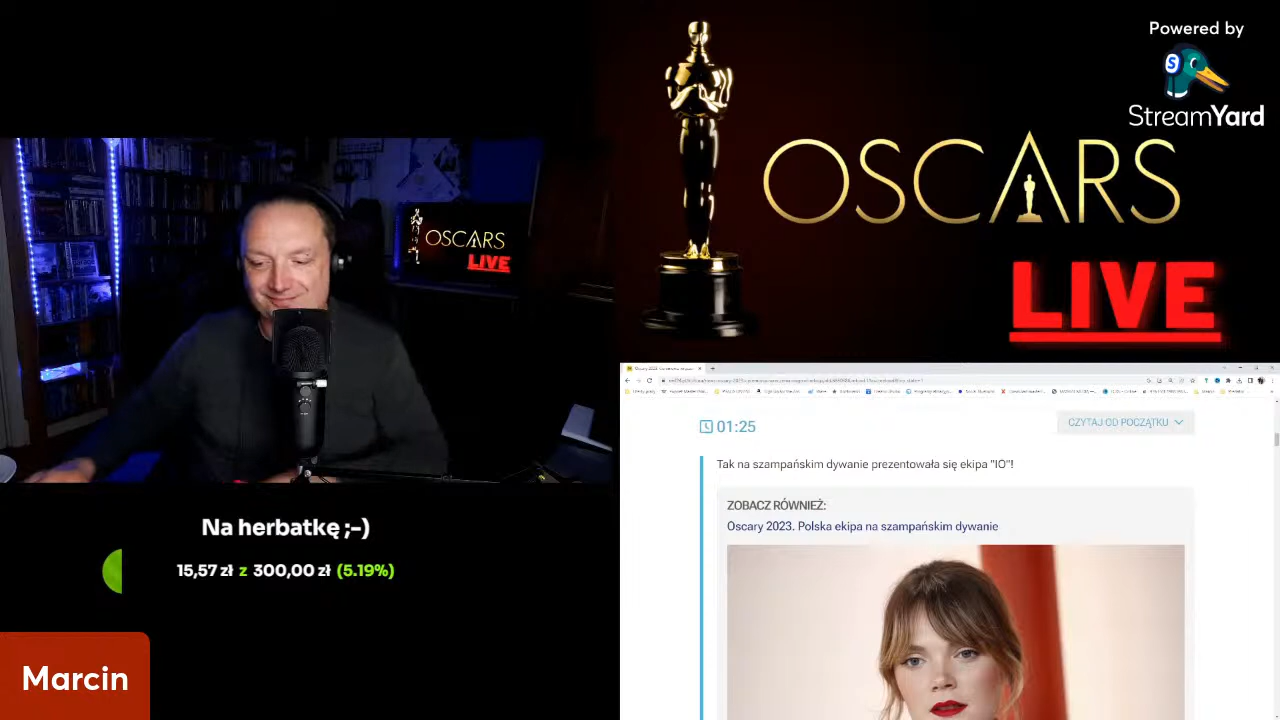 Powered by
StreamYard
OSCARS
LIVE
OSCARS
LIVE
01:25
CZYTAJ OD POCZĄTKU
Tak na szampańskim dywanie prezentowała się ekipa "IO"!
ZOBACZ RÓWNIEŻ:
Oscary 2023. Polska ekipa na szampańskim dywanie
Na herbatkę ;-)
15,57 zł z 300,00 zł (5.19%)
Marcin